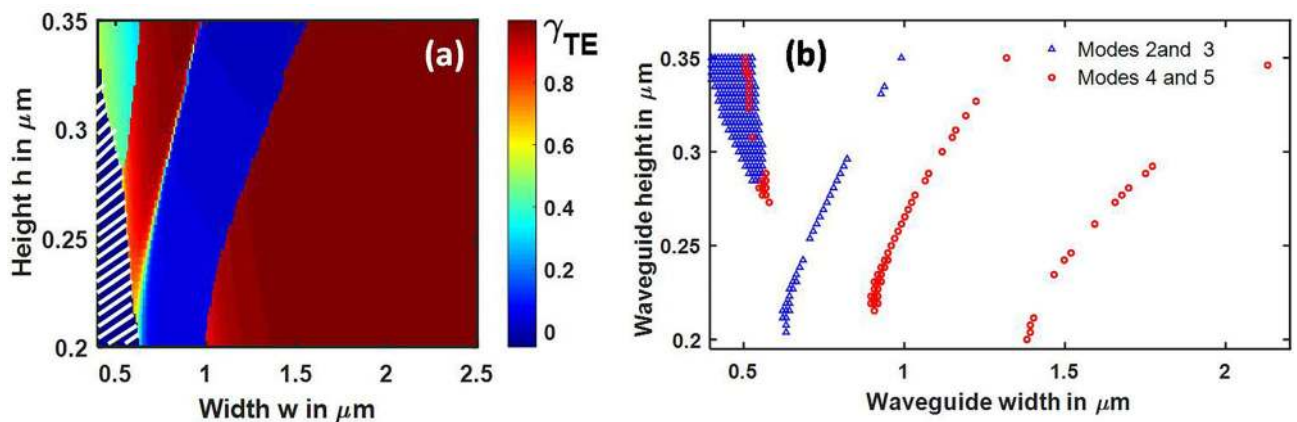 (a)
γTE
0.35
0.3
0.25
0.2
Height h in μm
0.5
1
1.5
2
2.5
Width w in μm
0.8
0.6
0.4
0.2
0
(b)
Modes 2and 3
Modes 4 and 5
0.35
0.3
0.25
0.2
Waveguide height in μm
0.5
1
1.5
2
Waveguide width in μm